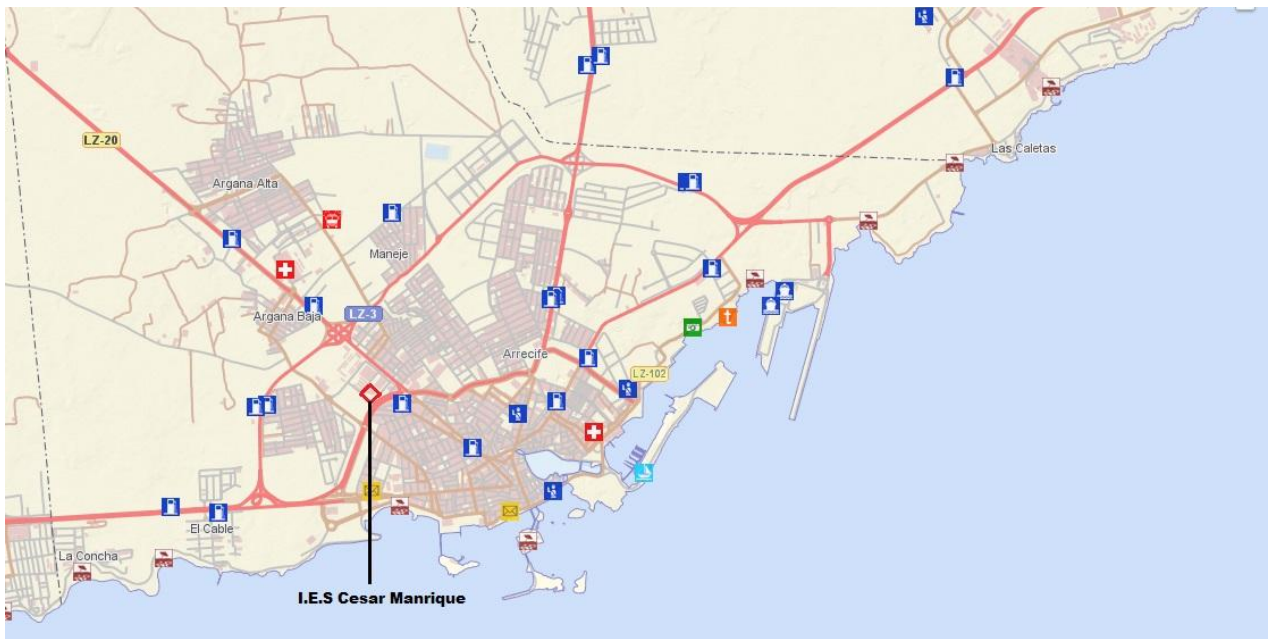 Las Caletas
LZ-20
Argana Alta
Maneje
Argana Baja
LZ-3
Arrecife
LZ-102
El Cable
La Concha
I.E.S Cesar Manrique